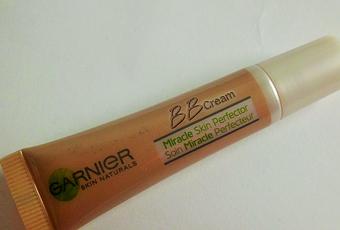 BB Cream
Miracle Skin Perfector
Soin Miracle Perfecteur
GARNIER
SKIN NATURALS